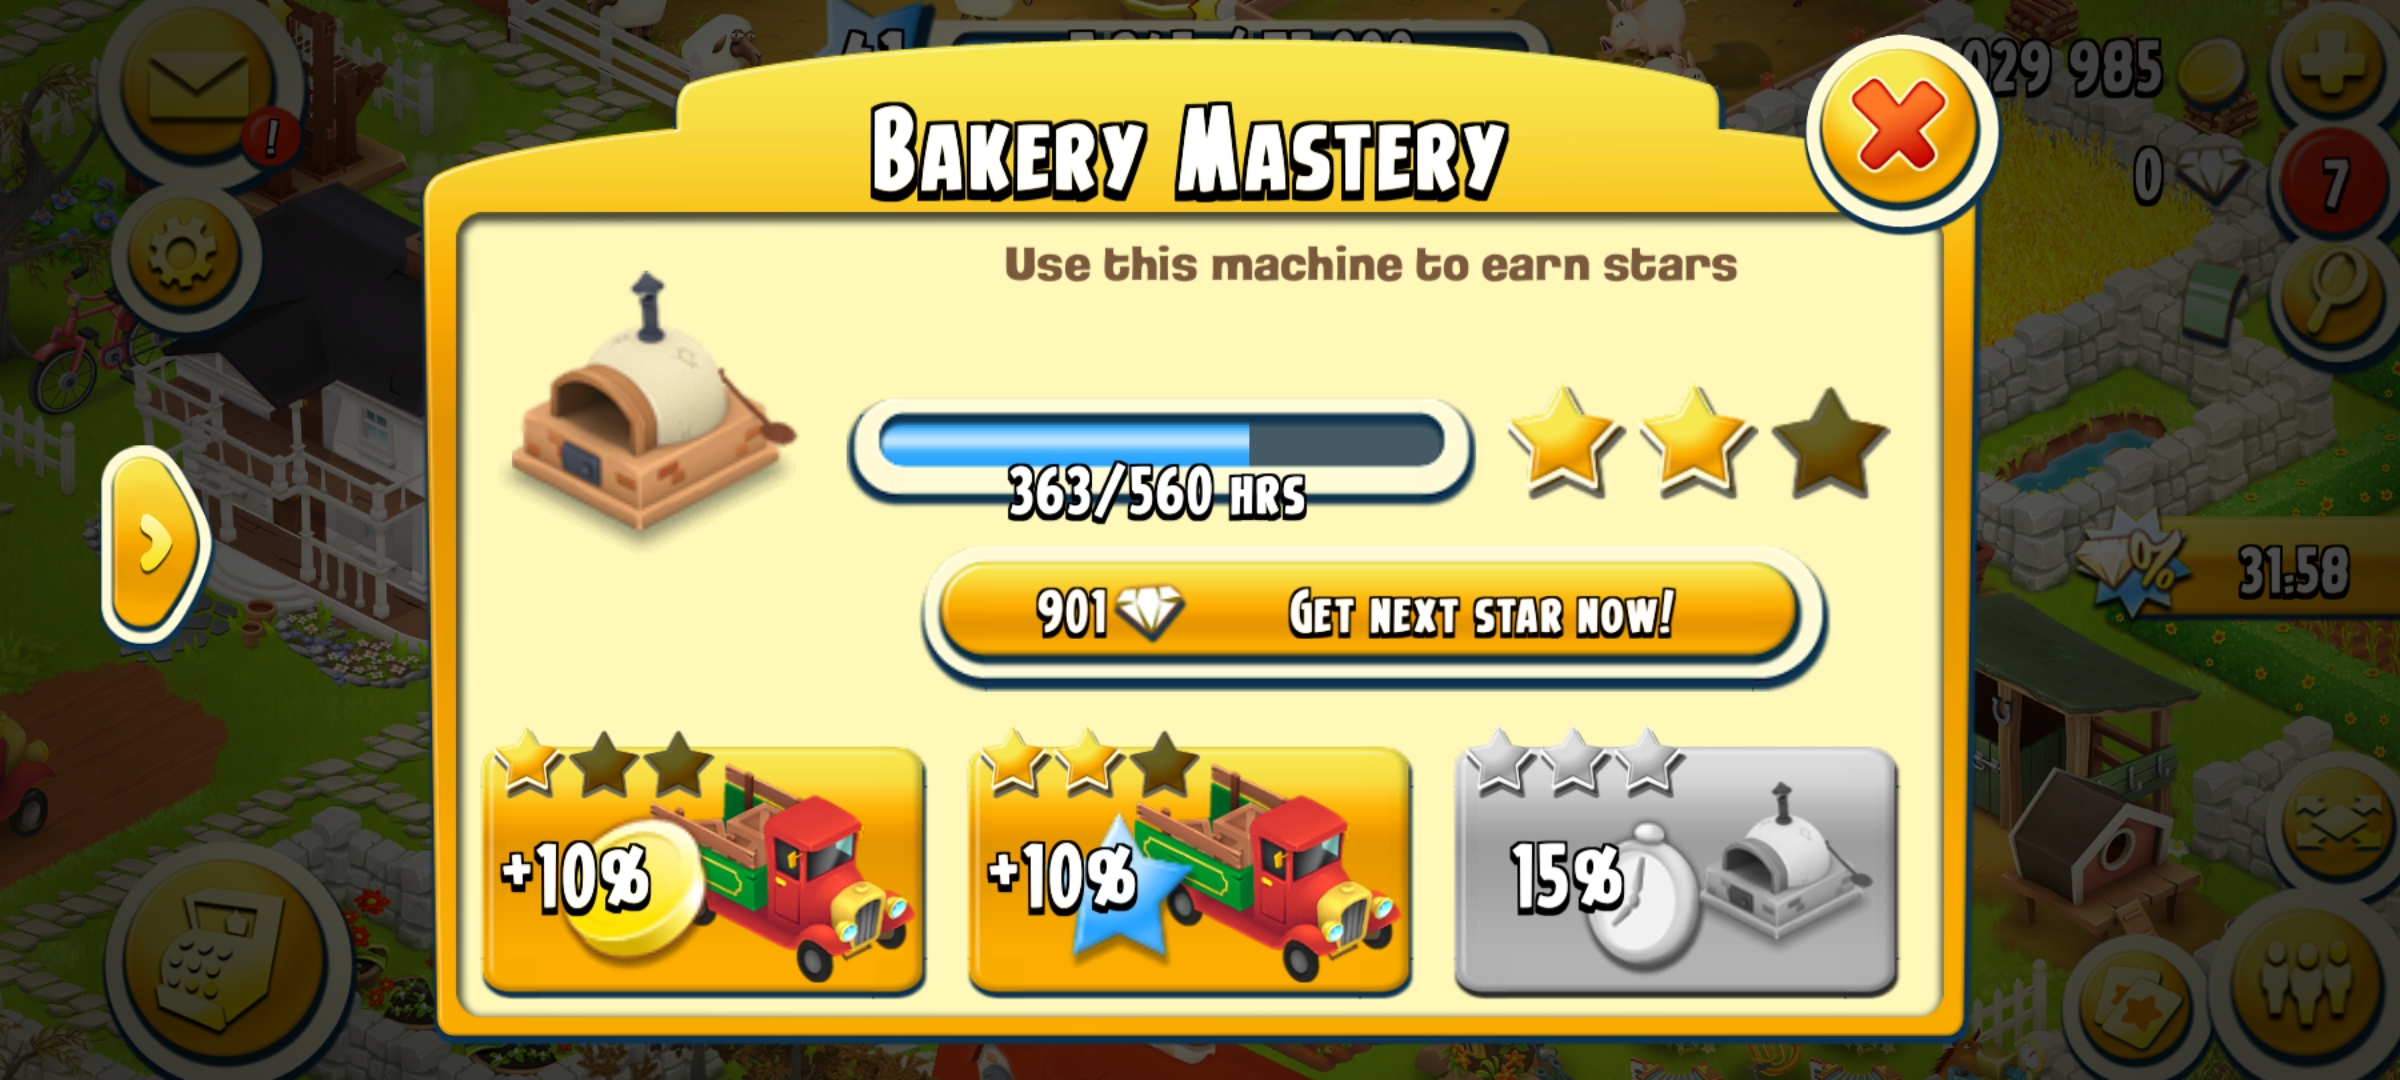 029 985
!
BAKERY MASTERY
0
7
Use this machine to earn stars
363/560 HRS
901 GET NEXT STAR NOW!
%
31:58
+10%
+10%
15%